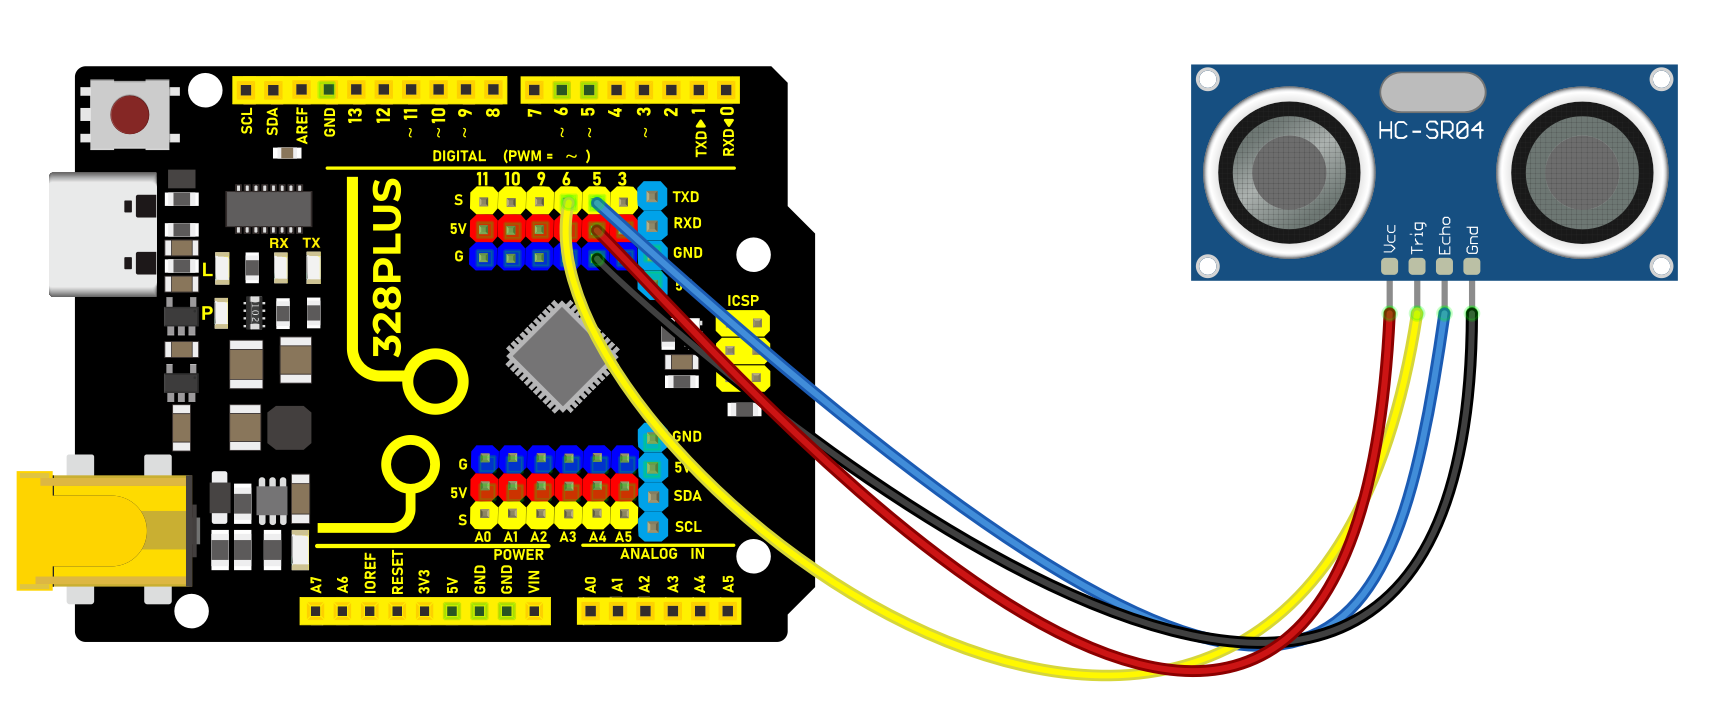 SCL SDA AREF GND 13 12 ~11 ~10 ~9 8
7 ~6 ~5 4 ~3 2 TXD▶1 RXD◀0
DIGITAL (PWM = ~ )
11 10 9 6 5 3
S
5V
G
TXD
RXD
GND
RX TX
L
P
328PLUS
ICSP
G
5V
S
GND
5V
SDA
SCL
A0 A1 A2 A3 A4 A5
POWER
ANALOG IN
A7 A6 IOREF RESET 3V3 5V GND GND VIN
A0 A1 A2 A3 A4 A5
HC-SR04
Vcc Trig Echo Gnd